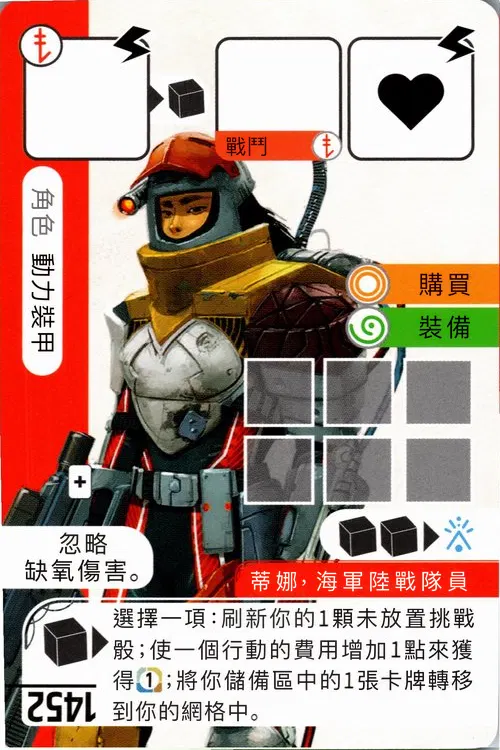 戰鬥
角色 動力裝甲
購買
裝備
+
忽略
缺氧傷害。
蒂娜，海軍陸戰隊員
選擇一項：刷新你的1顆未放置挑戰
骰；使一個行動的費用增加1點來獲
得1；將你儲備區中的1張卡牌轉移
到你的網格中。
1452